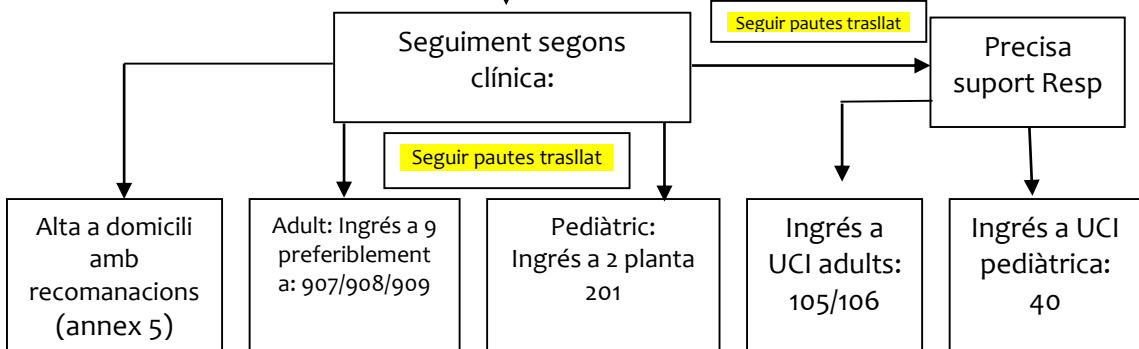 Seguir pautes trasllat
Seguiment segons
clínica:
Precisa
suport Resp
Seguir pautes trasllat
Alta a domicili
amb
recomanacions
(annex 5)
Adult: Ingrés a 9
preferiblement
a: 907/908/909
Pediàtric:
Ingrés a 2 planta
201
Ingrés a
UCI adults:
105/106
Ingrés a UCI
pediàtrica:
40